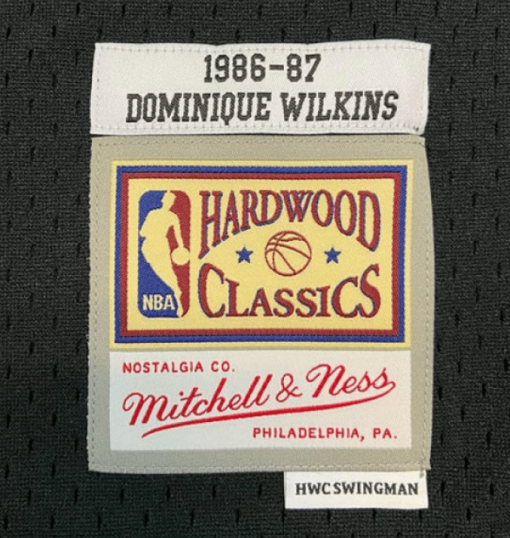 1986-87
DOMINIQUE WILKINS
HARDWOOD
NBA
CLASSICS
NOSTALGIA CO.
Mitchell & Ness
PHILADELPHIA, PA.
HWC SWINGMAN